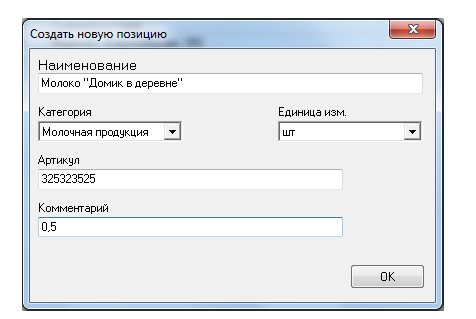 Создать новую позицию
Наименование
Молоко "Домик в деревне"
Категория
Единица изм.
Молочная продукция
шт
Артикул
325323525
Комментарий
0,5
OK